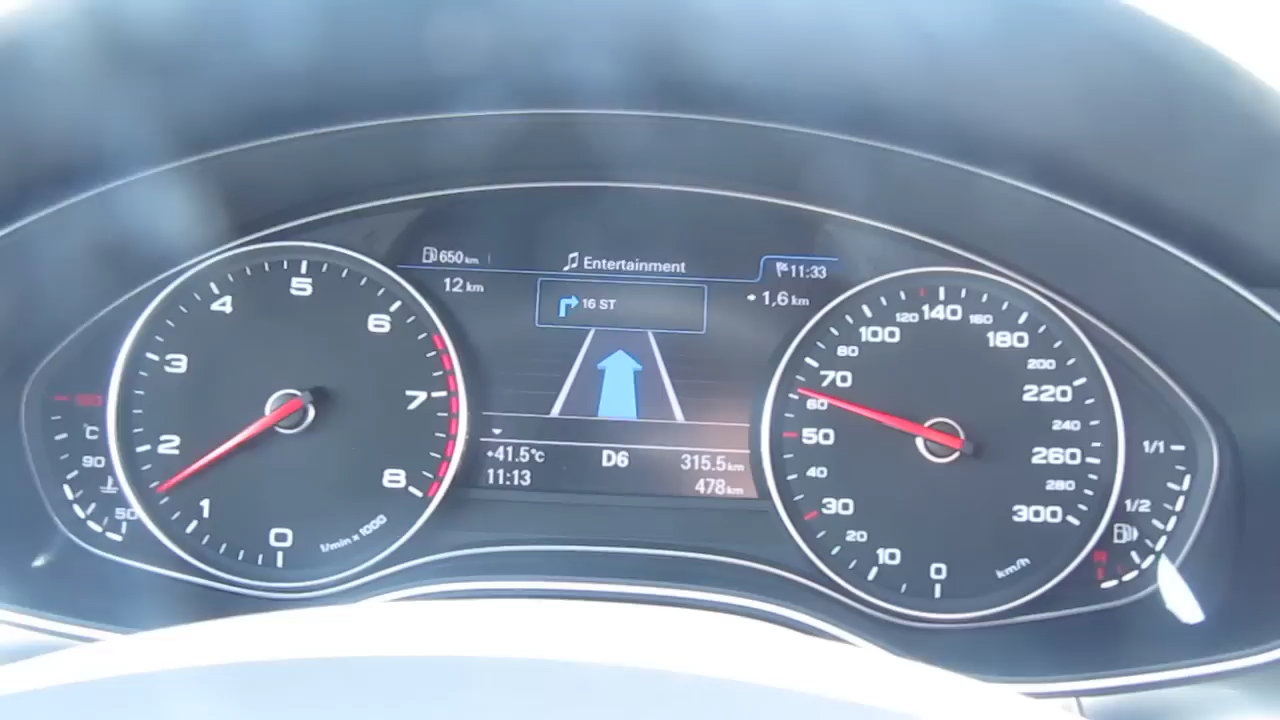 650 km
Entertainment
11:33
12 km
16 ST
1,6 km
+41.5°C
D6
315.5 km
11:13
478 km
0
1
2
3
4
5
6
7
8
1/min x 1000
°C
90
50
0
10
20
30
40
50
60
70
80
100
120
140
160
180
200
220
240
260
280
300
km/h
1/1
1/2
R